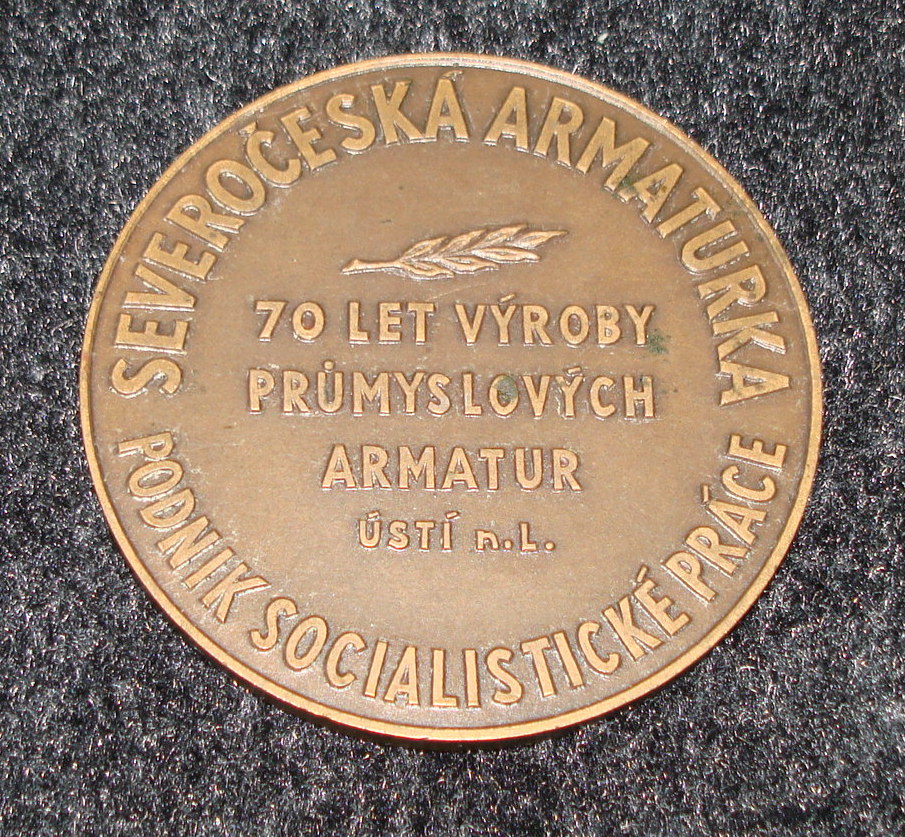 SEVEROČESKÁ ARMATURKA
70 LET VÝROBY
PRŮMYSLOVÝCH
ARMATUR
ÚSTÍ n.L.
PODNIK SOCIALISTICKÉ PRÁCE